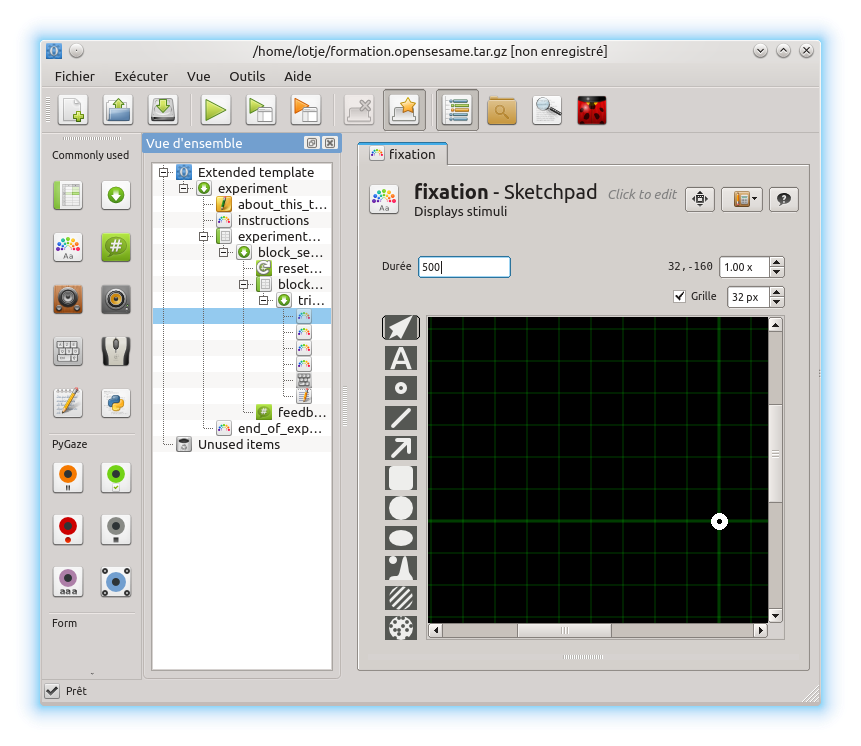 /home/lotje/formation.opensesame.tar.gz [non enregistré]
Fichier Exécuter Vue Outils Aide
Commonly used
Vue d'ensemble
Extended template
experiment
about_this_t...
instructions
experiment...
block_se...
reset...
block...
tri...
feedb...
end_of_exp...
Unused items
PyGaze
Form
fixation
fixation - Sketchpad Click to edit
Displays stimuli
Durée 500 32,-160 1.00 x
Grille 32 px
Prêt